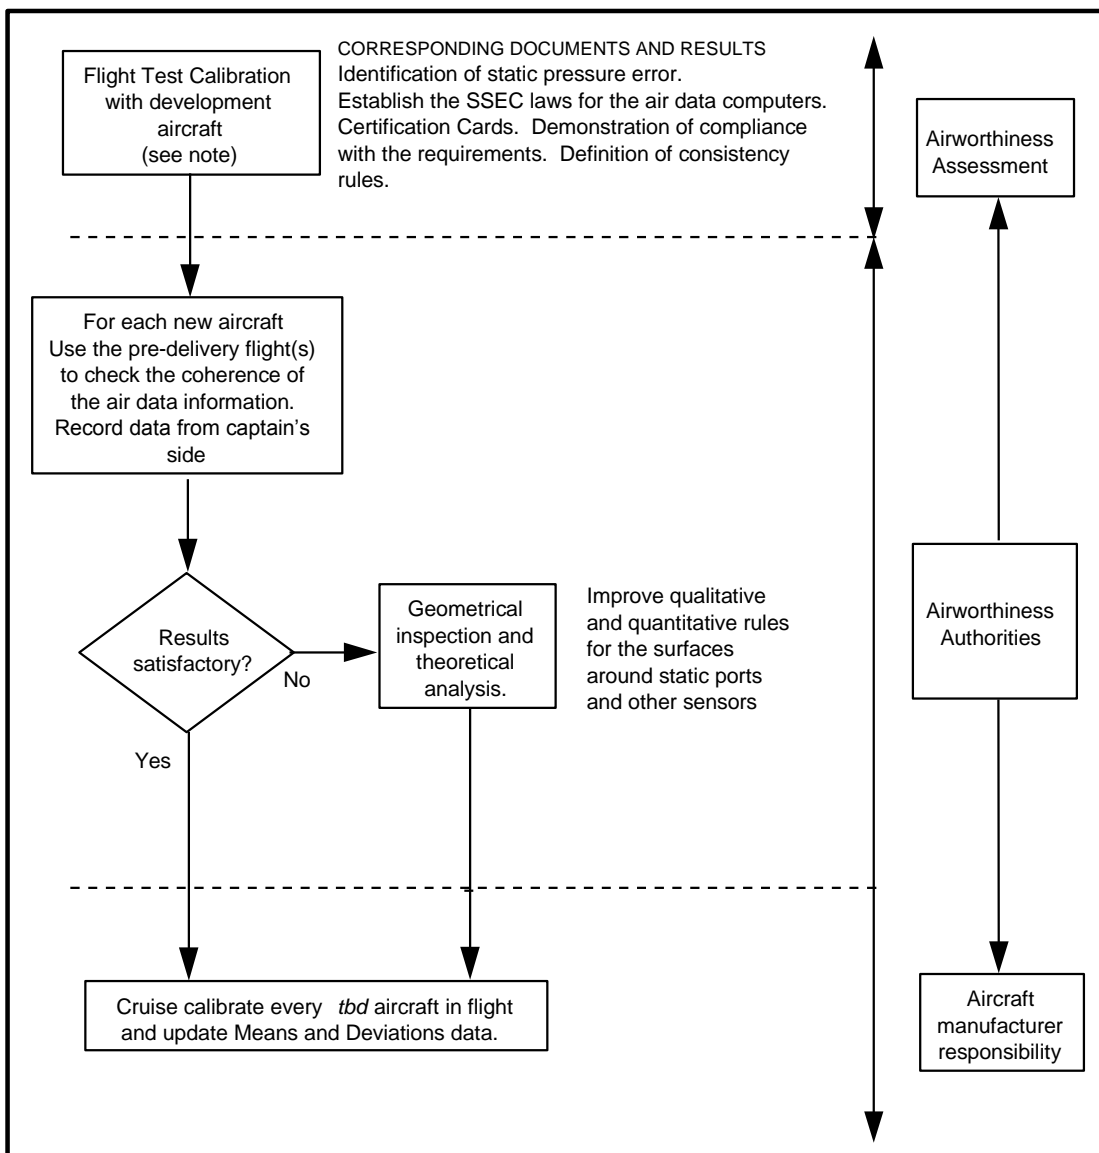 Flight Test Calibration
with development
aircraft
(see note)
CORRESPONDING DOCUMENTS AND RESULTS
Identification of static pressure error.
Establish the SSEC laws for the air data computers.
Certification Cards.  Demonstration of compliance
with the requirements.  Definition of consistency
rules.
Airworthiness
Assessment
For each new aircraft
Use the pre-delivery flight(s)
to check the coherence of
the air data information.
Record data from captain's
side
Results
satisfactory?
No
Yes
Geometrical
inspection and
theoretical
analysis.
Improve qualitative
and quantitative rules
for the surfaces
around static ports
and other sensors
Airworthiness
Authorities
Cruise calibrate every tbd aircraft in flight
and update Means and Deviations data.
Aircraft
manufacturer
responsibility